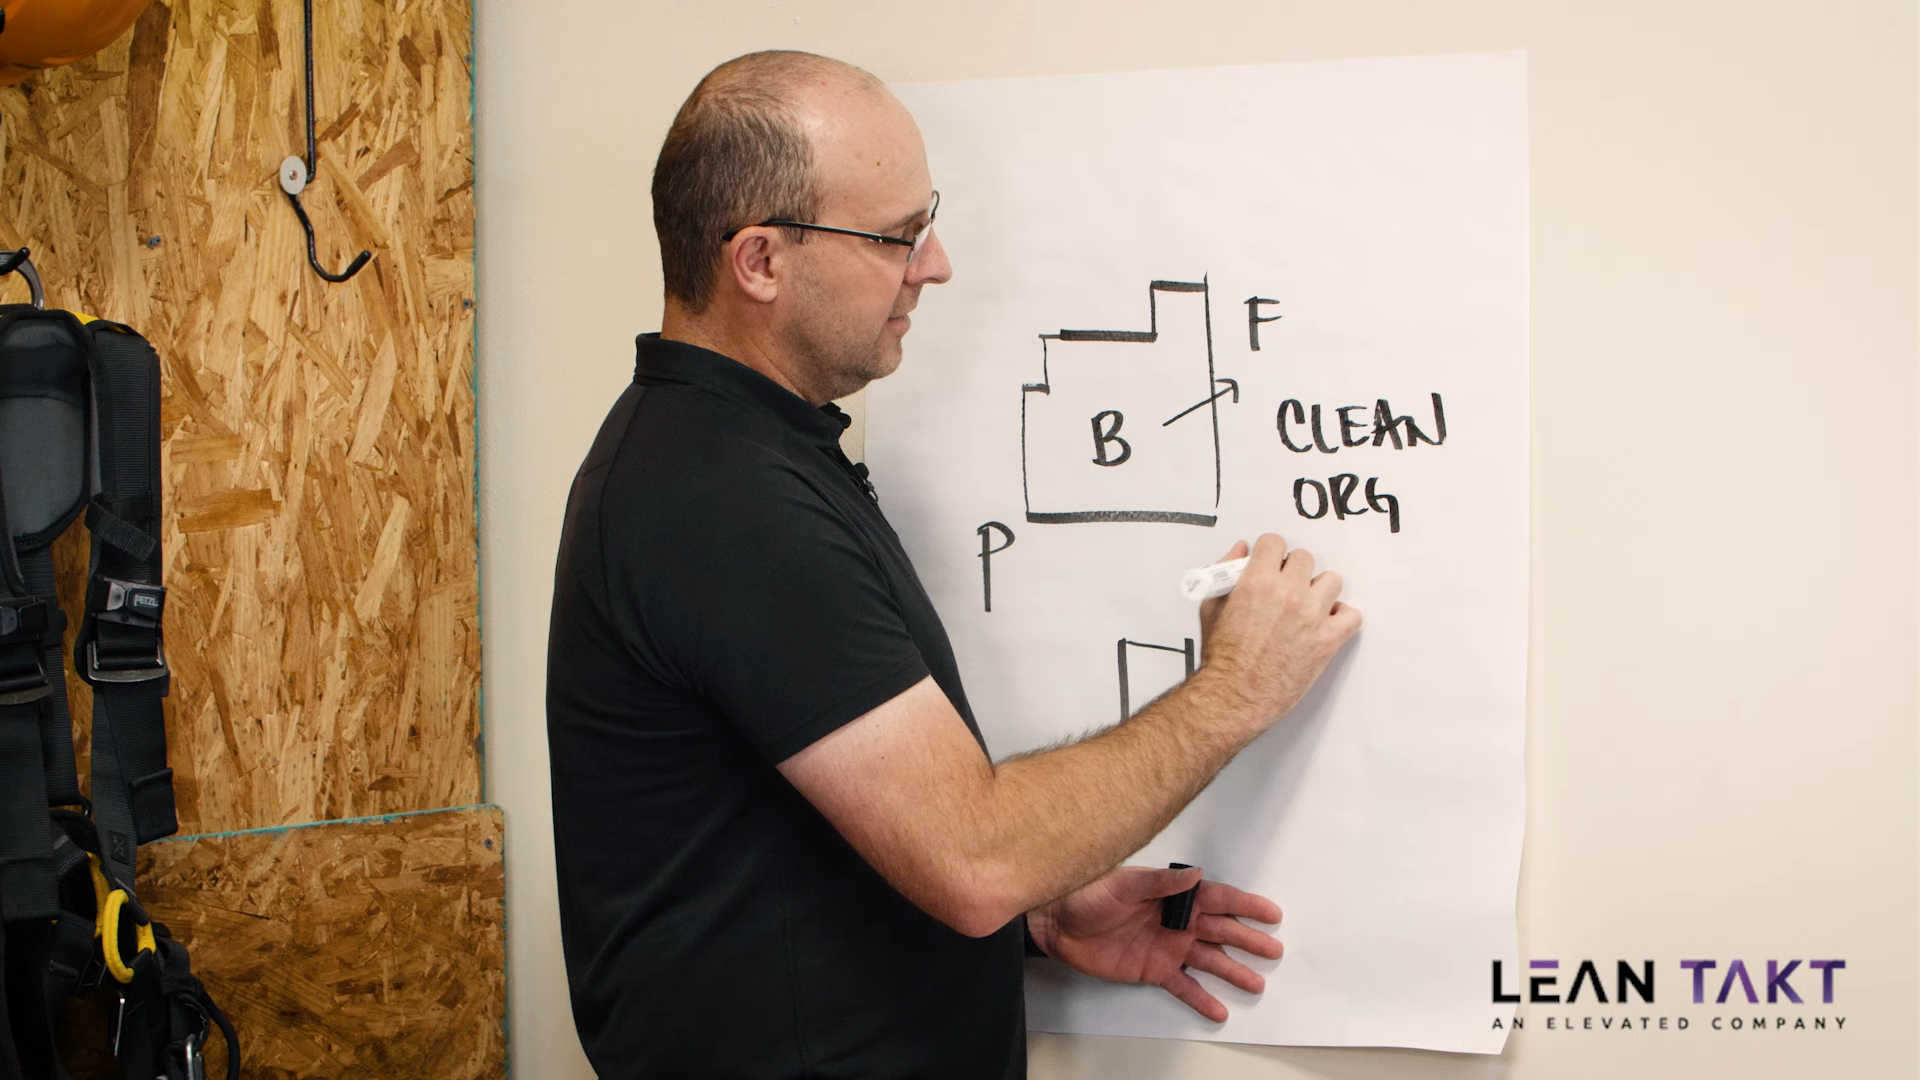 F
B
CLEAN
ORG
P
PETZL
LEAN TAKT
AN ELEVATED COMPANY